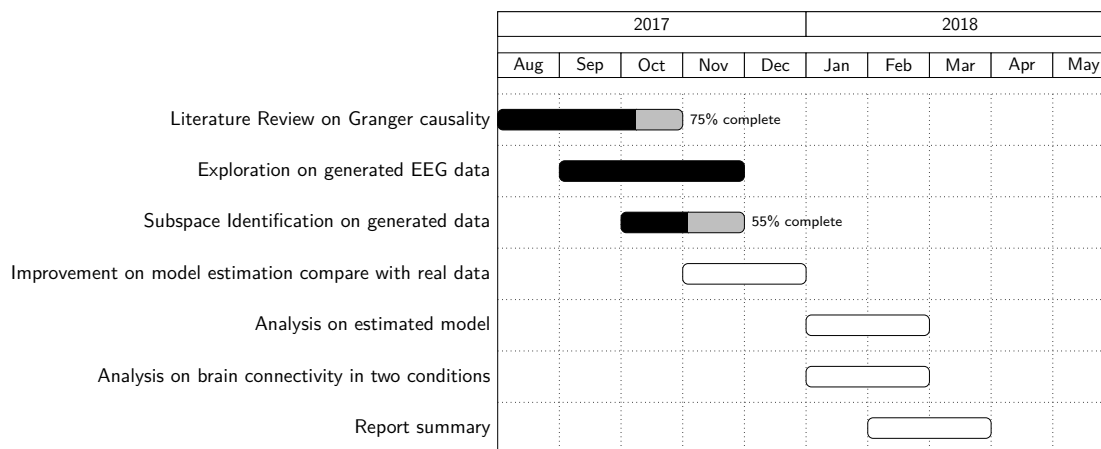 2017 2018
Aug Sep Oct Nov Dec Jan Feb Mar Apr May
Literature Review on Granger causality 75% complete
Exploration on generated EEG data
Subspace Identification on generated data 55% complete
Improvement on model estimation compare with real data
Analysis on estimated model
Analysis on brain connectivity in two conditions
Report summary